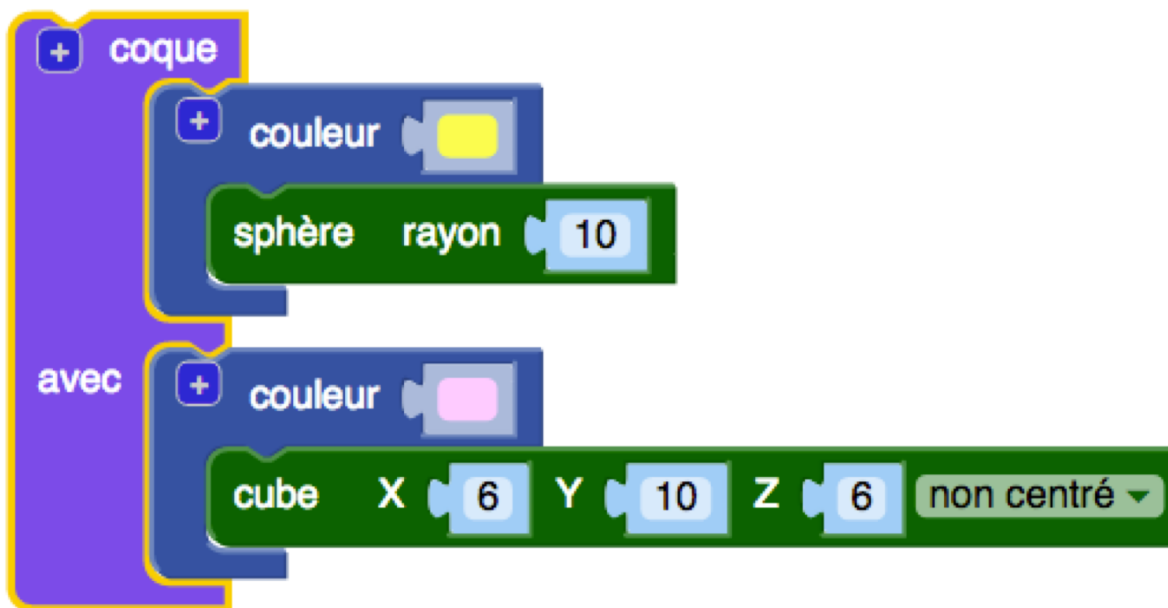 + coque
+ couleur
sphère rayon 10
avec + couleur
cube X 6 Y 10 Z 6 non centré